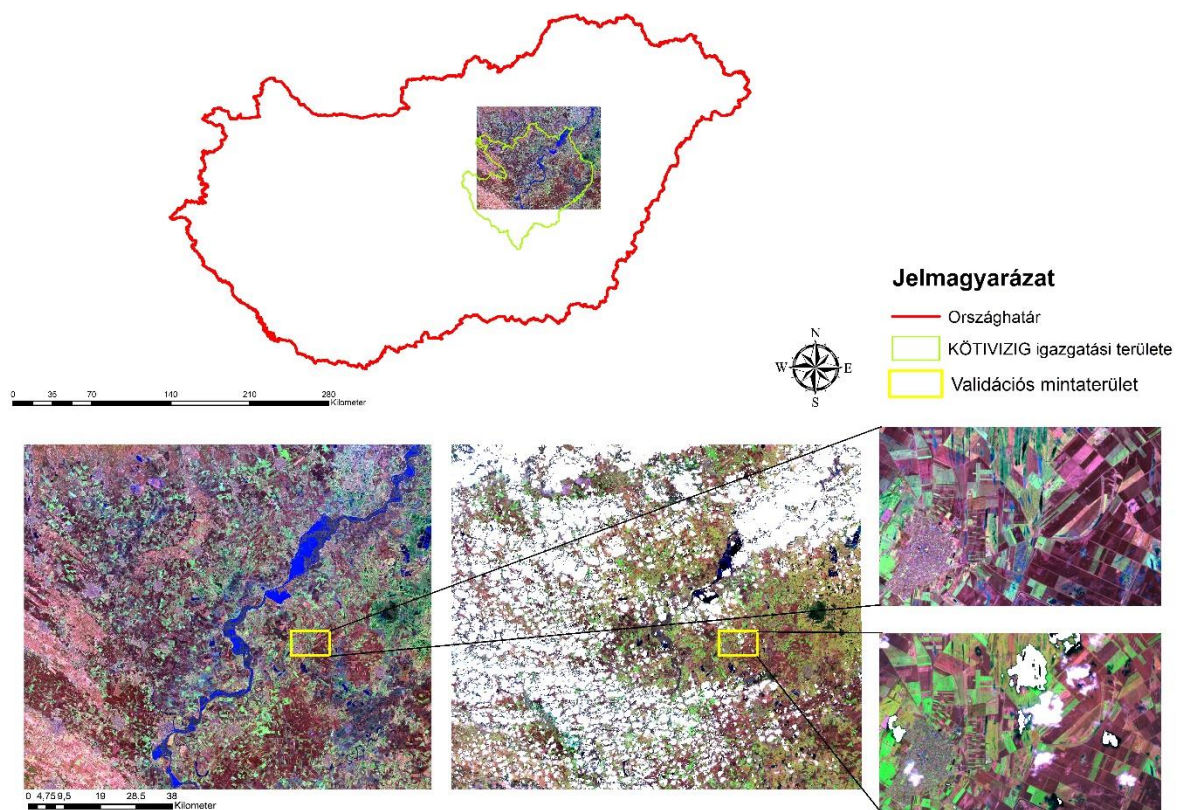 Jelmagyarázat
Országhatár
KÖTIVIZIG igazgatási területe
Validációs mintaterület
N
W E
S
0 35 70 140 210 280
Kilometer
0 4,75 9,5 19 28.5 38
Kilometer